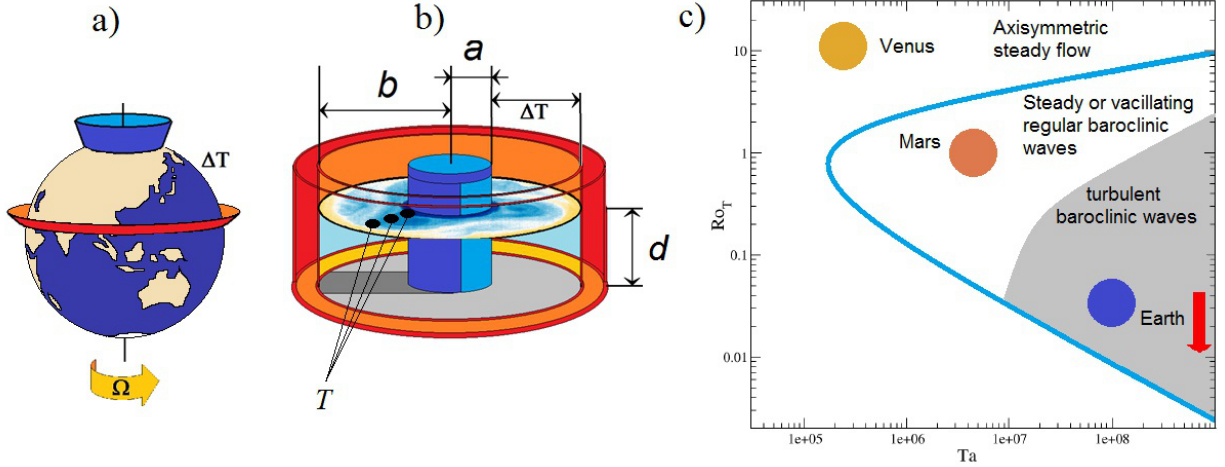 a)
ΔT
Ω
b)
a
b
ΔT
d
T
c)
10
1
0.1
0.01
Ro_T
Venus
Axisymmetric
steady flow
Steady or vacillating
regular baroclinic
waves
Mars
turbulent
baroclinic waves
Earth
1e+05 1e+06 1e+07 1e+08
Ta